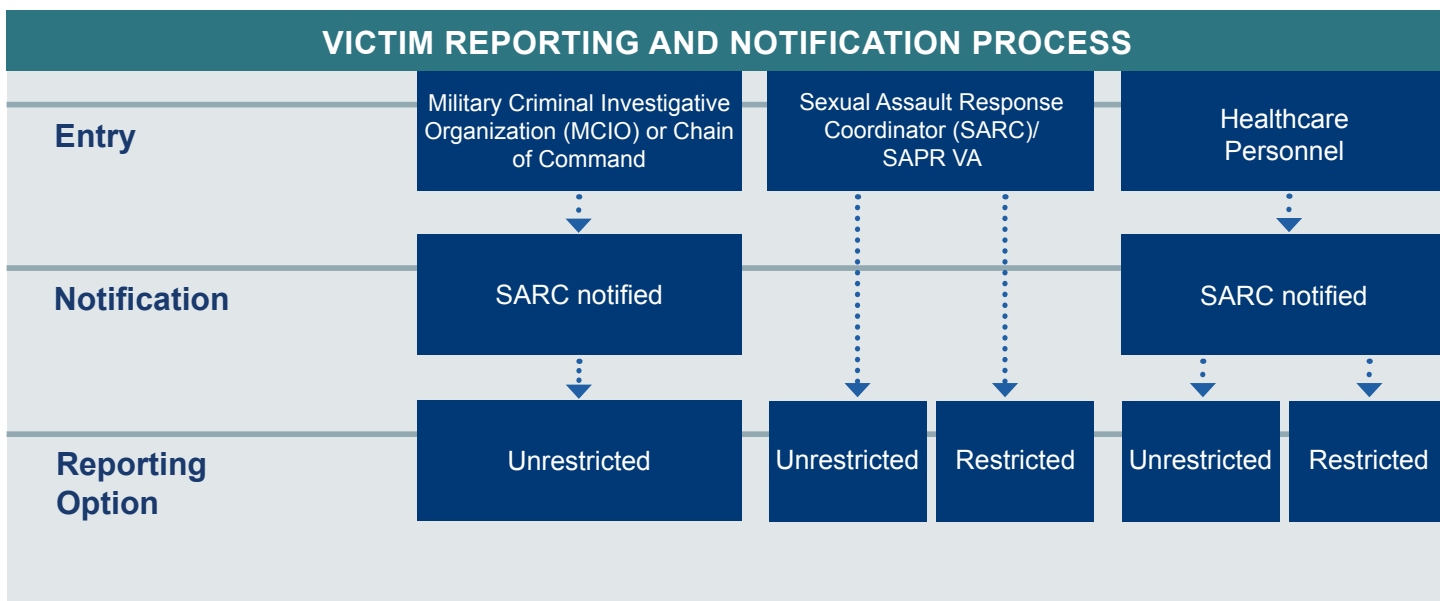 VICTIM REPORTING AND NOTIFICATION PROCESS
Entry
Military Criminal Investigative
Organization (MCIO) or Chain
of Command
Sexual Assault Response
Coordinator (SARC)/
SAPR VA
Healthcare
Personnel
Notification
SARC notified
SARC notified
Reporting
Option
Unrestricted
Unrestricted
Restricted
Unrestricted
Restricted